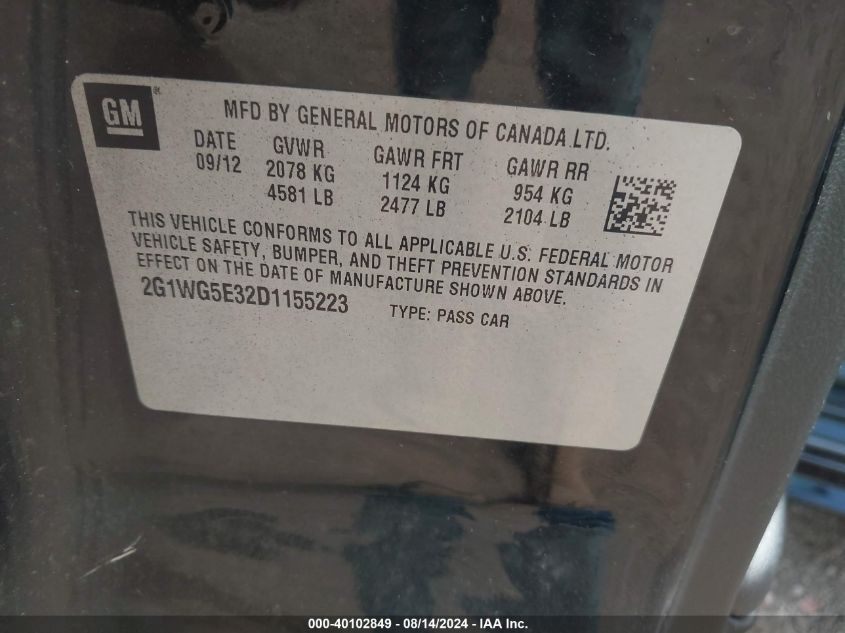 GM
®
MFD BY GENERAL MOTORS OF CANADA LTD.
DATE GVWR GAWR FRT GAWR RR
09/12 2078 KG 1124 KG 954 KG
4581 LB 2477 LB 2104 LB
THIS VEHICLE CONFORMS TO ALL APPLICABLE U.S. FEDERAL MOTOR
VEHICLE SAFETY, BUMPER, AND THEFT PREVENTION STANDARDS IN
EFFECT ON THE DATE OF MANUFACTURE SHOWN ABOVE.
2G1WG5E32D1155223 TYPE: PASS CAR
000-40102849 - 08/14/2024 - IAA Inc.